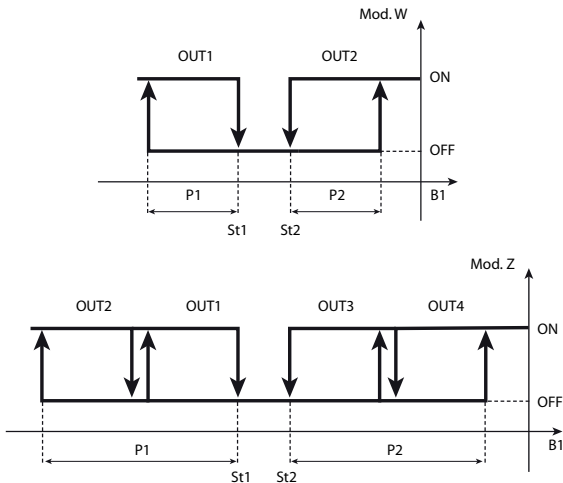 Mod. W
OUT1 OUT2
ON
OFF
P1 P2 B1
St1 St2
Mod. Z
OUT2 OUT1 OUT3 OUT4
ON
OFF
P1 P2 B1
St1 St2